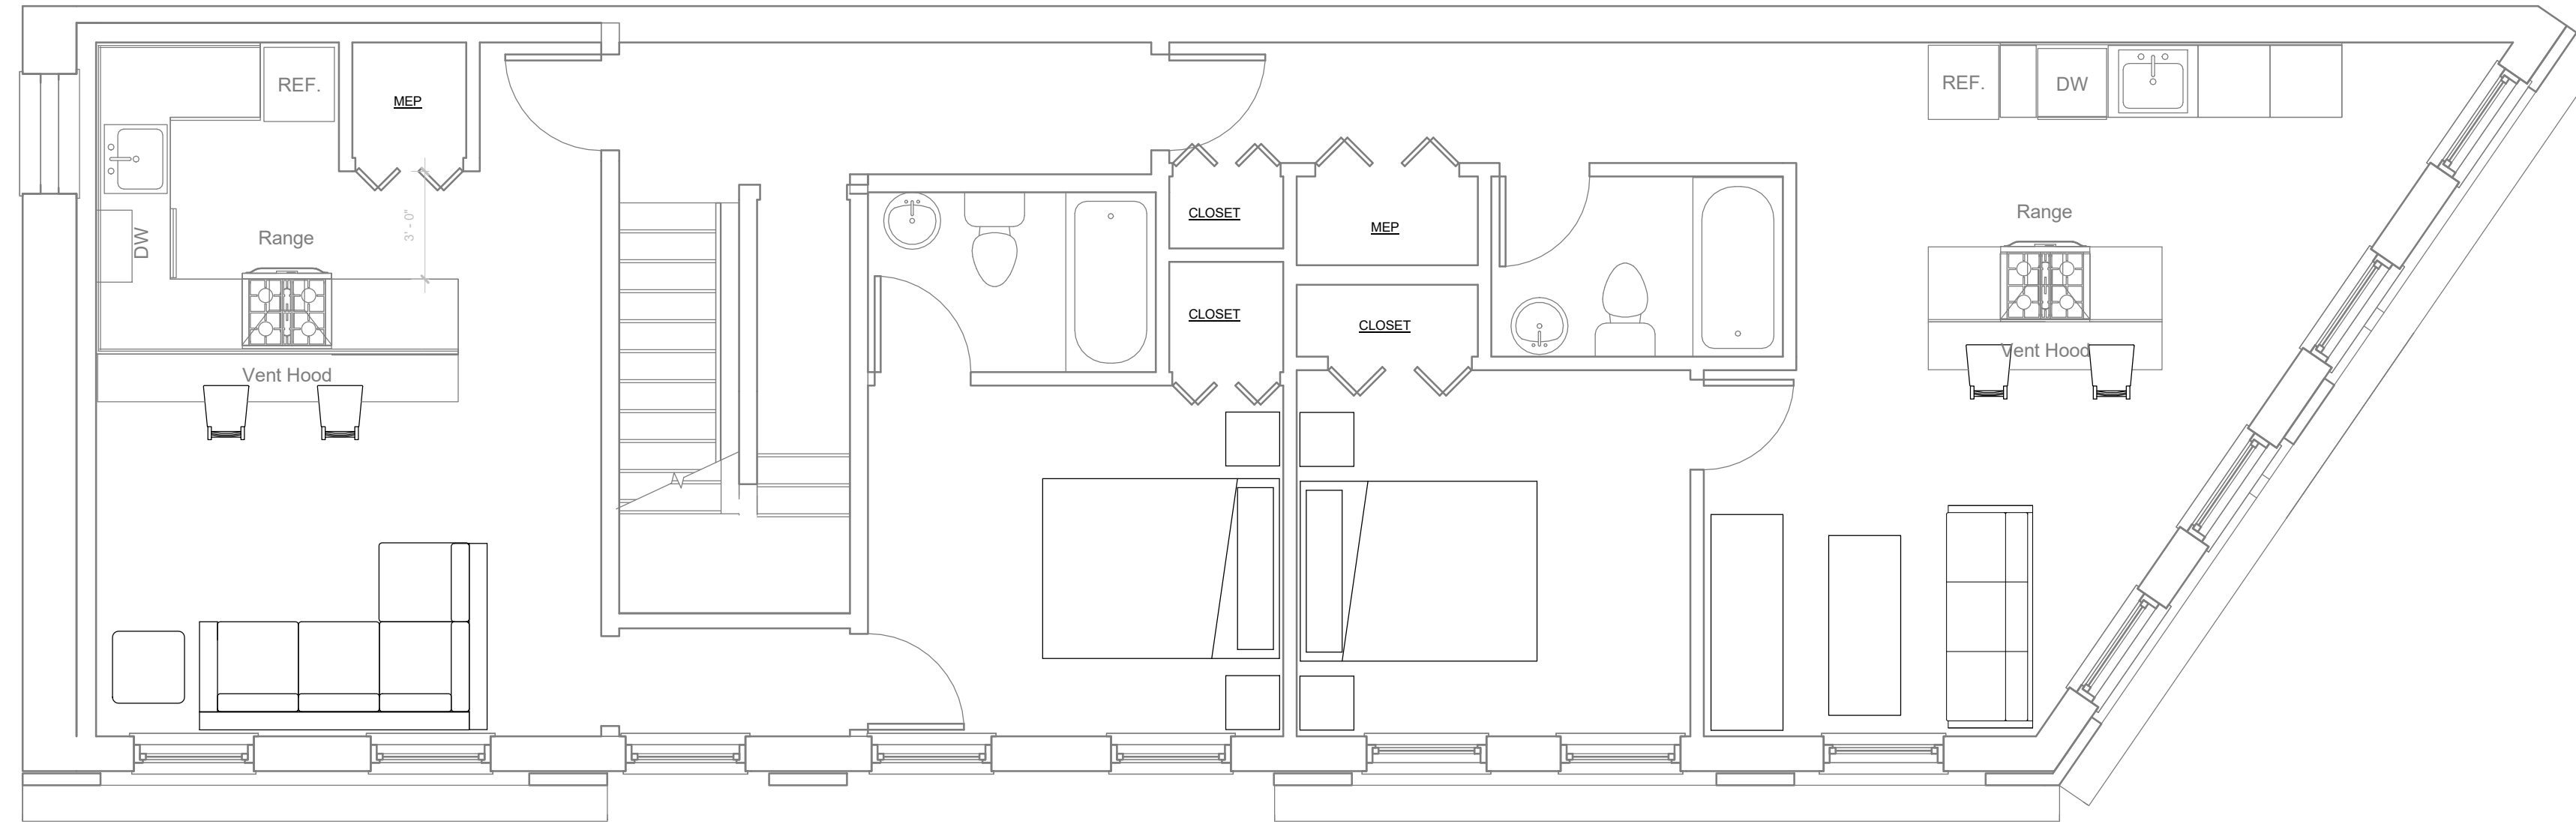 REF.
MEP
REF.
DW
CLOSET
MEP
Range
3' - 0"
DW
Range
CLOSET
CLOSET
Vent Hood
Vent Hood